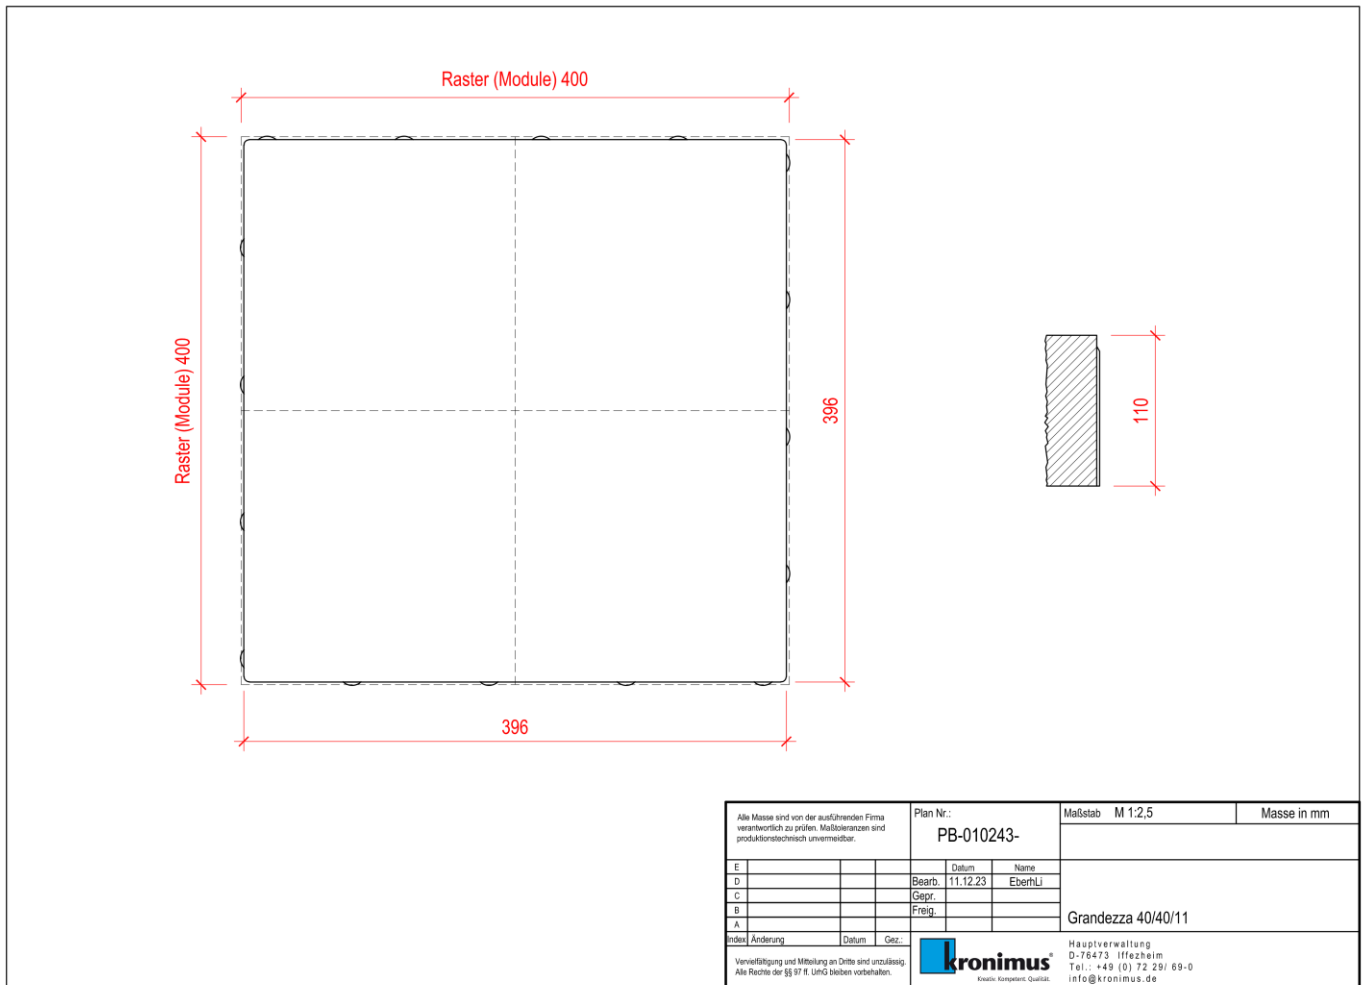 Raster (Module) 400
Raster (Module) 400
396
110
396
Alle Masse sind von der ausführenden Firma
verantwortlich zu prüfen. Maßtoleranzen sind
produktionstechnisch unvermeidbar.
Plan Nr.:
PB-010243-
Maßstab M 1:2,5
Masse in mm
E
Datum Name
D
Bearb. 11.12.23 EberhLi
C
Gepr.
B
Freig.
A
Grandezza 40/40/11
Index Änderung Datum Gez.:
Vervielfältigung und Mitteilung an Dritte sind unzulässig.
Alle Rechte der §§ 97 ff. UrhG bleiben vorbehalten.
kronimus®
Kreativ. Kompetent. Qualität.
Hauptverwaltung
D-76473 Iffezheim
Tel.: +49 (0) 72 29/ 69-0
info@kronimus.de